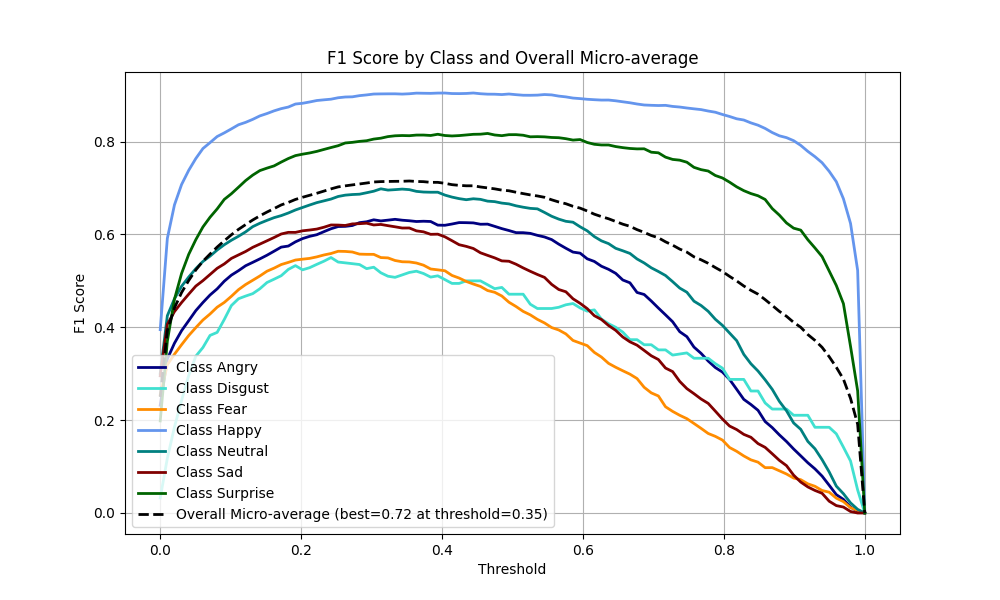 F1 Score by Class and Overall Micro-average
F1 Score
0.8
0.6
0.4
0.2
0.0
Class Angry
Class Disgust
Class Fear
Class Happy
Class Neutral
Class Sad
Class Surprise
Overall Micro-average (best=0.72 at threshold=0.35)
0.0 0.2 0.4 0.6 0.8 1.0
Threshold